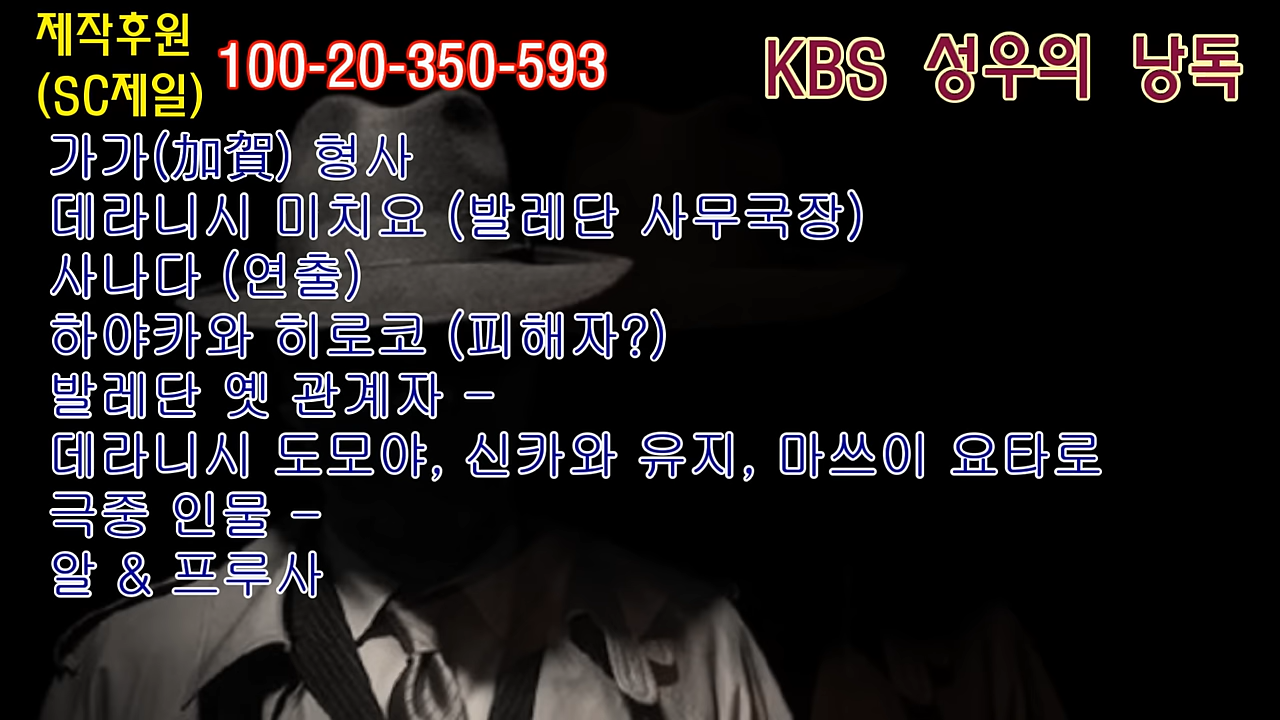 제작후원
(SC제일)
100-20-350-593
KBS 성우의 낭독
가가(加賀) 형사
데라니시 미치요 (발레단 사무국장)
사나다 (연출)
하야카와 히로코 (피해자?)
발레단 옛 관계자 -
데라니시 도모야, 신카와 유지, 마쓰이 요타로
극중 인물 -
알 & 프루사